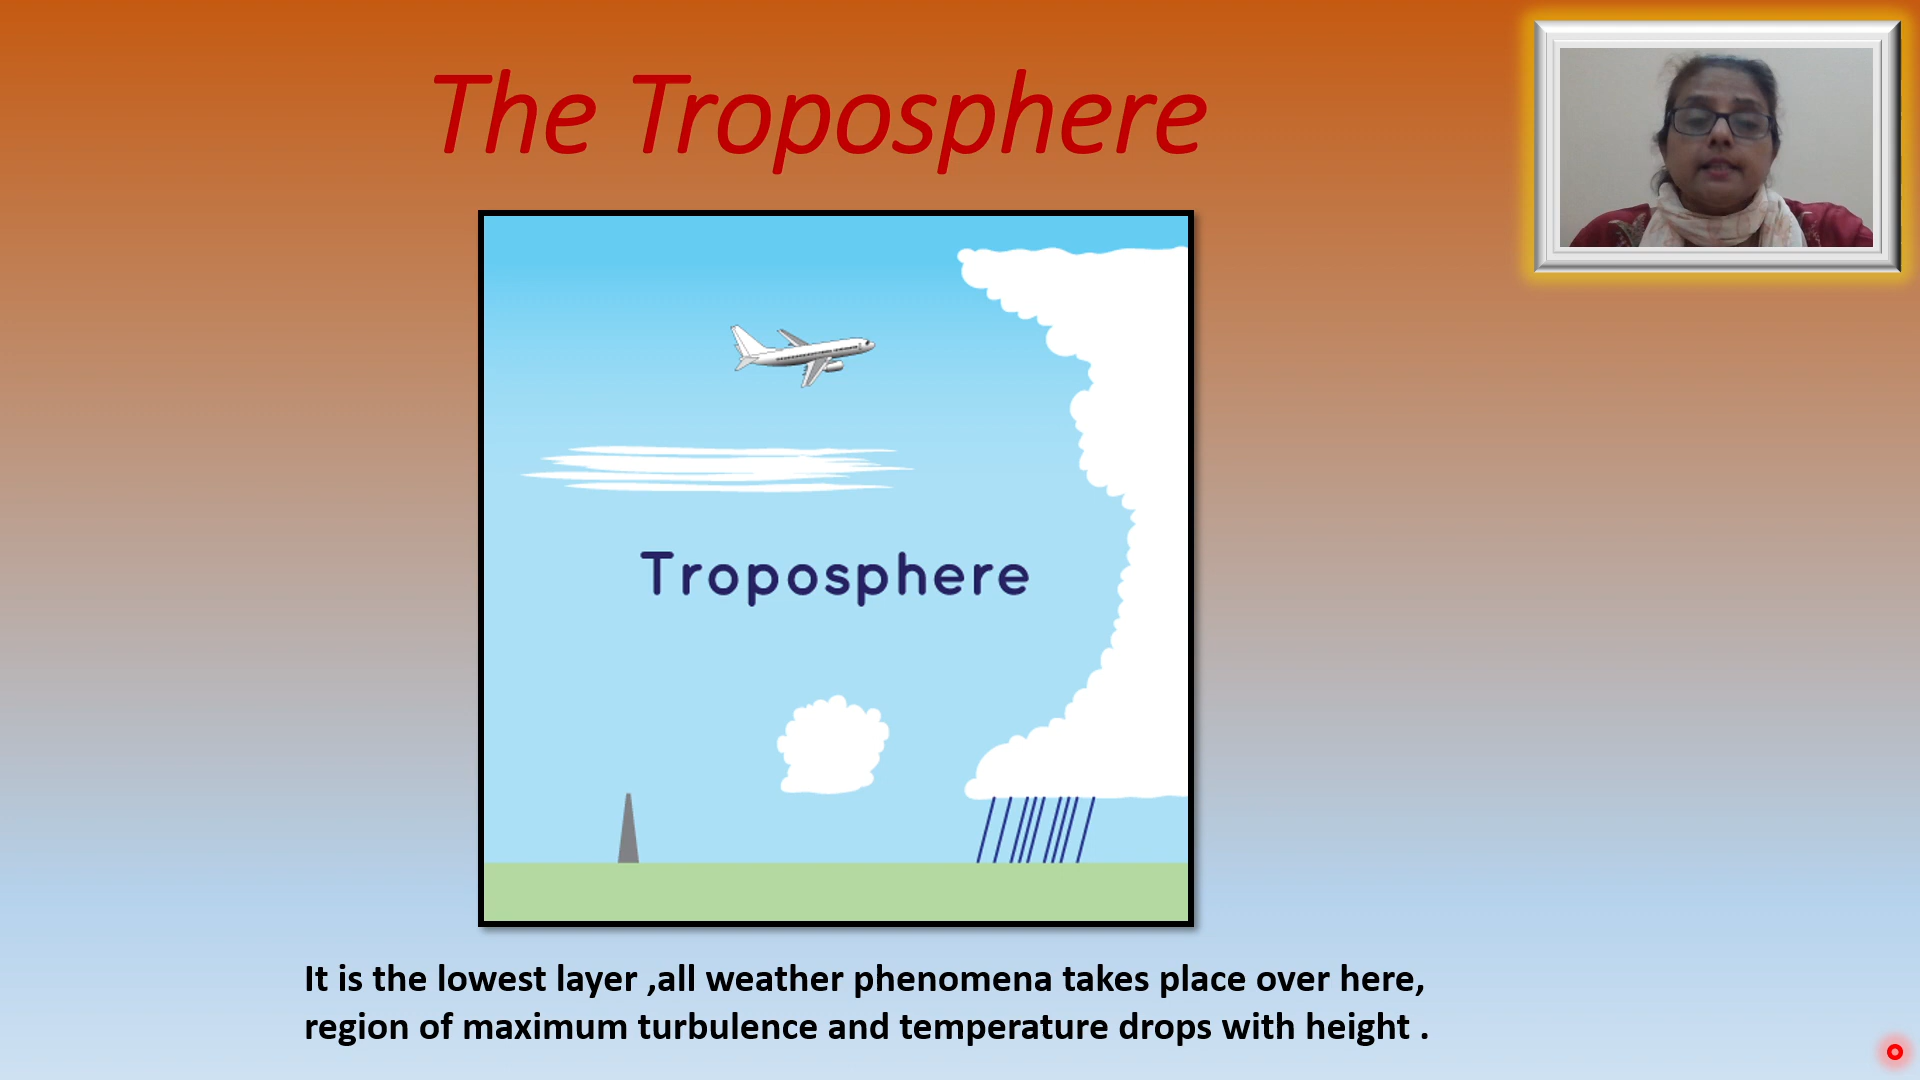 The Troposphere
Troposphere
It is the lowest layer ,all weather phenomena takes place over here,
region of maximum turbulence and temperature drops with height .